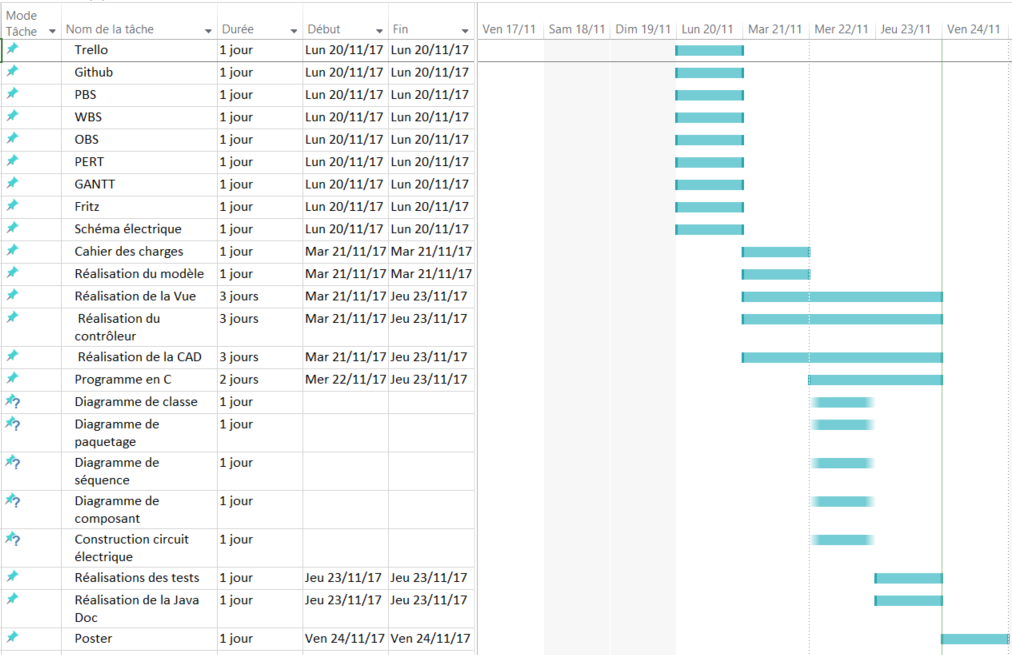 Mode Tâche Nom de la tâche Durée Début Fin Ven 17/11 Sam 18/11 Dim 19/11 Lun 20/11 Mar 21/11 Mer 22/11 Jeu 23/11 Ven 24/11
Trello 1 jour Lun 20/11/17 Lun 20/11/17
Github 1 jour Lun 20/11/17 Lun 20/11/17
PBS 1 jour Lun 20/11/17 Lun 20/11/17
WBS 1 jour Lun 20/11/17 Lun 20/11/17
OBS 1 jour Lun 20/11/17 Lun 20/11/17
PERT 1 jour Lun 20/11/17 Lun 20/11/17
GANTT 1 jour Lun 20/11/17 Lun 20/11/17
Fritz 1 jour Lun 20/11/17 Lun 20/11/17
Schéma électrique 1 jour Lun 20/11/17 Lun 20/11/17
Cahier des charges 1 jour Mar 21/11/17 Mar 21/11/17
Réalisation du modèle 1 jour Mar 21/11/17 Mar 21/11/17
Réalisation de la Vue 3 jours Mar 21/11/17 Jeu 23/11/17
Réalisation du 3 jours Mar 21/11/17 Jeu 23/11/17
contrôleur
Réalisation de la CAD 3 jours Mar 21/11/17 Jeu 23/11/17
Programme en C 2 jours Mer 22/11/17 Jeu 23/11/17
? Diagramme de classe 1 jour
? Diagramme de 1 jour
paquetage
? Diagramme de 1 jour
séquence
? Diagramme de 1 jour
composant
? Construction circuit 1 jour
électrique
Réalisations des tests 1 jour Jeu 23/11/17 Jeu 23/11/17
Réalisation de la Java 1 jour Jeu 23/11/17 Jeu 23/11/17
Doc
Poster 1 jour Ven 24/11/17 Ven 24/11/17